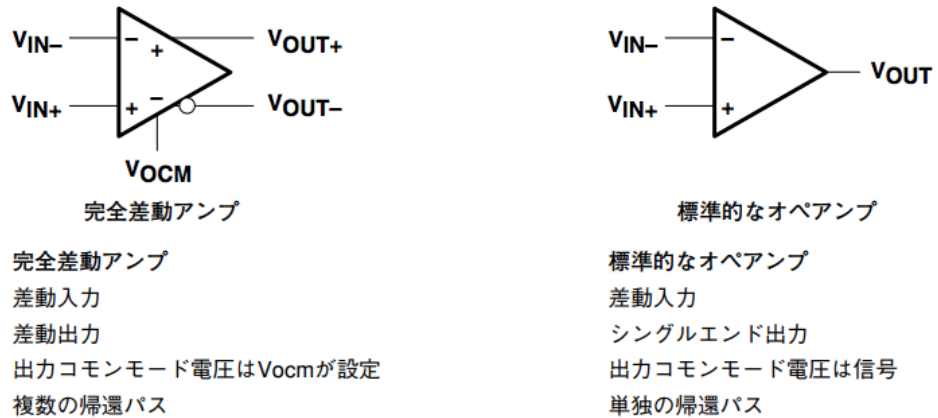 VIN–
VIN+
VOCM
VOUT+
VOUT–
– + + –
完全差動アンプ
完全差動アンプ
差動入力
差動出力
出力コモンモード電圧はVocmが設定
複数の帰還パス
VIN–
VIN+
VOUT
– +
標準的なオペアンプ
標準的なオペアンプ
差動入力
シングルエンド出力
出力コモンモード電圧は信号
単独の帰還パス